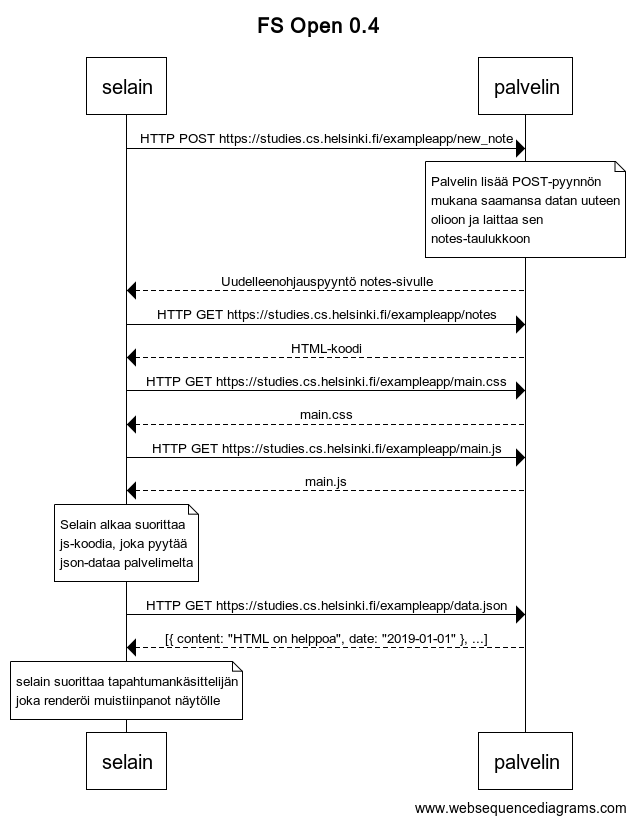 FS Open 0.4
selain
palvelin
HTTP POST https://studies.cs.helsinki.fi/exampleapp/new_note
Palvelin lisää POST-pyynnön
mukana saamansa datan uuteen
olioon ja laittaa sen
notes-taulukkoon
Uudelleenohjauspyyntö notes-sivulle
HTTP GET https://studies.cs.helsinki.fi/exampleapp/notes
HTML-koodi
HTTP GET https://studies.cs.helsinki.fi/exampleapp/main.css
main.css
HTTP GET https://studies.cs.helsinki.fi/exampleapp/main.js
main.js
Selain alkaa suorittaa
js-koodia, joka pyytää
json-dataa palvelimelta
HTTP GET https://studies.cs.helsinki.fi/exampleapp/data.json
[{ content: "HTML on helppoa", date: "2019-01-01" }, ...]
selain suorittaa tapahtumankäsittelijän
joka renderöi muistiinpanot näytölle
selain
palvelin
www.websequencediagrams.com